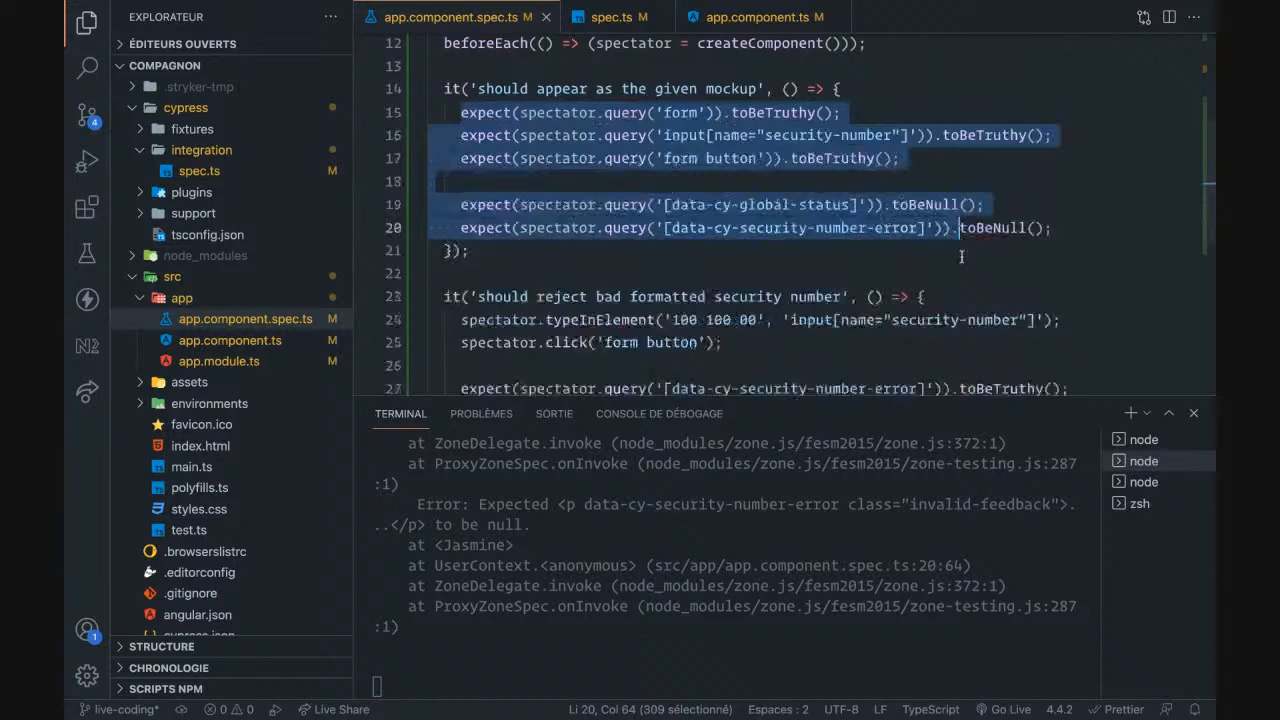 EXPLORATEUR
ÉDITEURS OUVERTS
COMPAGNON
.stryker-tmp
cypress
fixtures
integration
spec.ts M
plugins
support
tsconfig.json
node_modules
src
app
app.component.spec.ts M
app.component.ts M
app.module.ts M
assets
environments
favicon.ico
index.html
main.ts
polyfills.ts
styles.css
test.ts
.browserslistrc
.editorconfig
.gitignore
angular.json
cypress.json
STRUCTURE
CHRONOLOGIE
SCRIPTS NPM
4
N2
1
app.component.spec.ts M
spec.ts M
app.component.ts M
12 beforeEach(() => (spectator = createComponent()));
13
14 it('should appear as the given mockup', () => {
15 expect(spectator.query('form')).toBeTruthy();
16 expect(spectator.query('input[name="security-number"]')).toBeTruthy();
17 expect(spectator.query('form button')).toBeTruthy();
18
19 expect(spectator.query('[data-cy-global-status]')).toBeNull();
20 expect(spectator.query('[data-cy-security-number-error]')).toBeNull();
21 });
22
23 it('should reject bad formatted security number', () => {
24 spectator.typeInElement('100 100 00', 'input[name="security-number"]');
25 spectator.click('form button');
26
27 expect(spectator.query('[data-cy-security-number-error]')).toBeTruthy();
TERMINAL PROBLÈMES SORTIE CONSOLE DE DÉBOGAGE
at ZoneDelegate.invoke (node_modules/zone.js/fesm2015/zone.js:372:1)
at ProxyZoneSpec.onInvoke (node_modules/zone.js/fesm2015/zone-testing.js:287
:1)
Error: Expected <p data-cy-security-number-error class="invalid-feedback">.
..</p> to be null.
at <Jasmine>
at UserContext.<anonymous> (src/app/app.component.spec.ts:20:64)
at ZoneDelegate.invoke (node_modules/zone.js/fesm2015/zone.js:372:1)
at ProxyZoneSpec.onInvoke (node_modules/zone.js/fesm2015/zone-testing.js:287
:1)
node
node
node
zsh
live-coding* 0 0 Live Share Li 20, Col 64 (309 sélectionné) Espaces : 2 UTF-8 LF TypeScript Go Live 4.4.2 Prettier